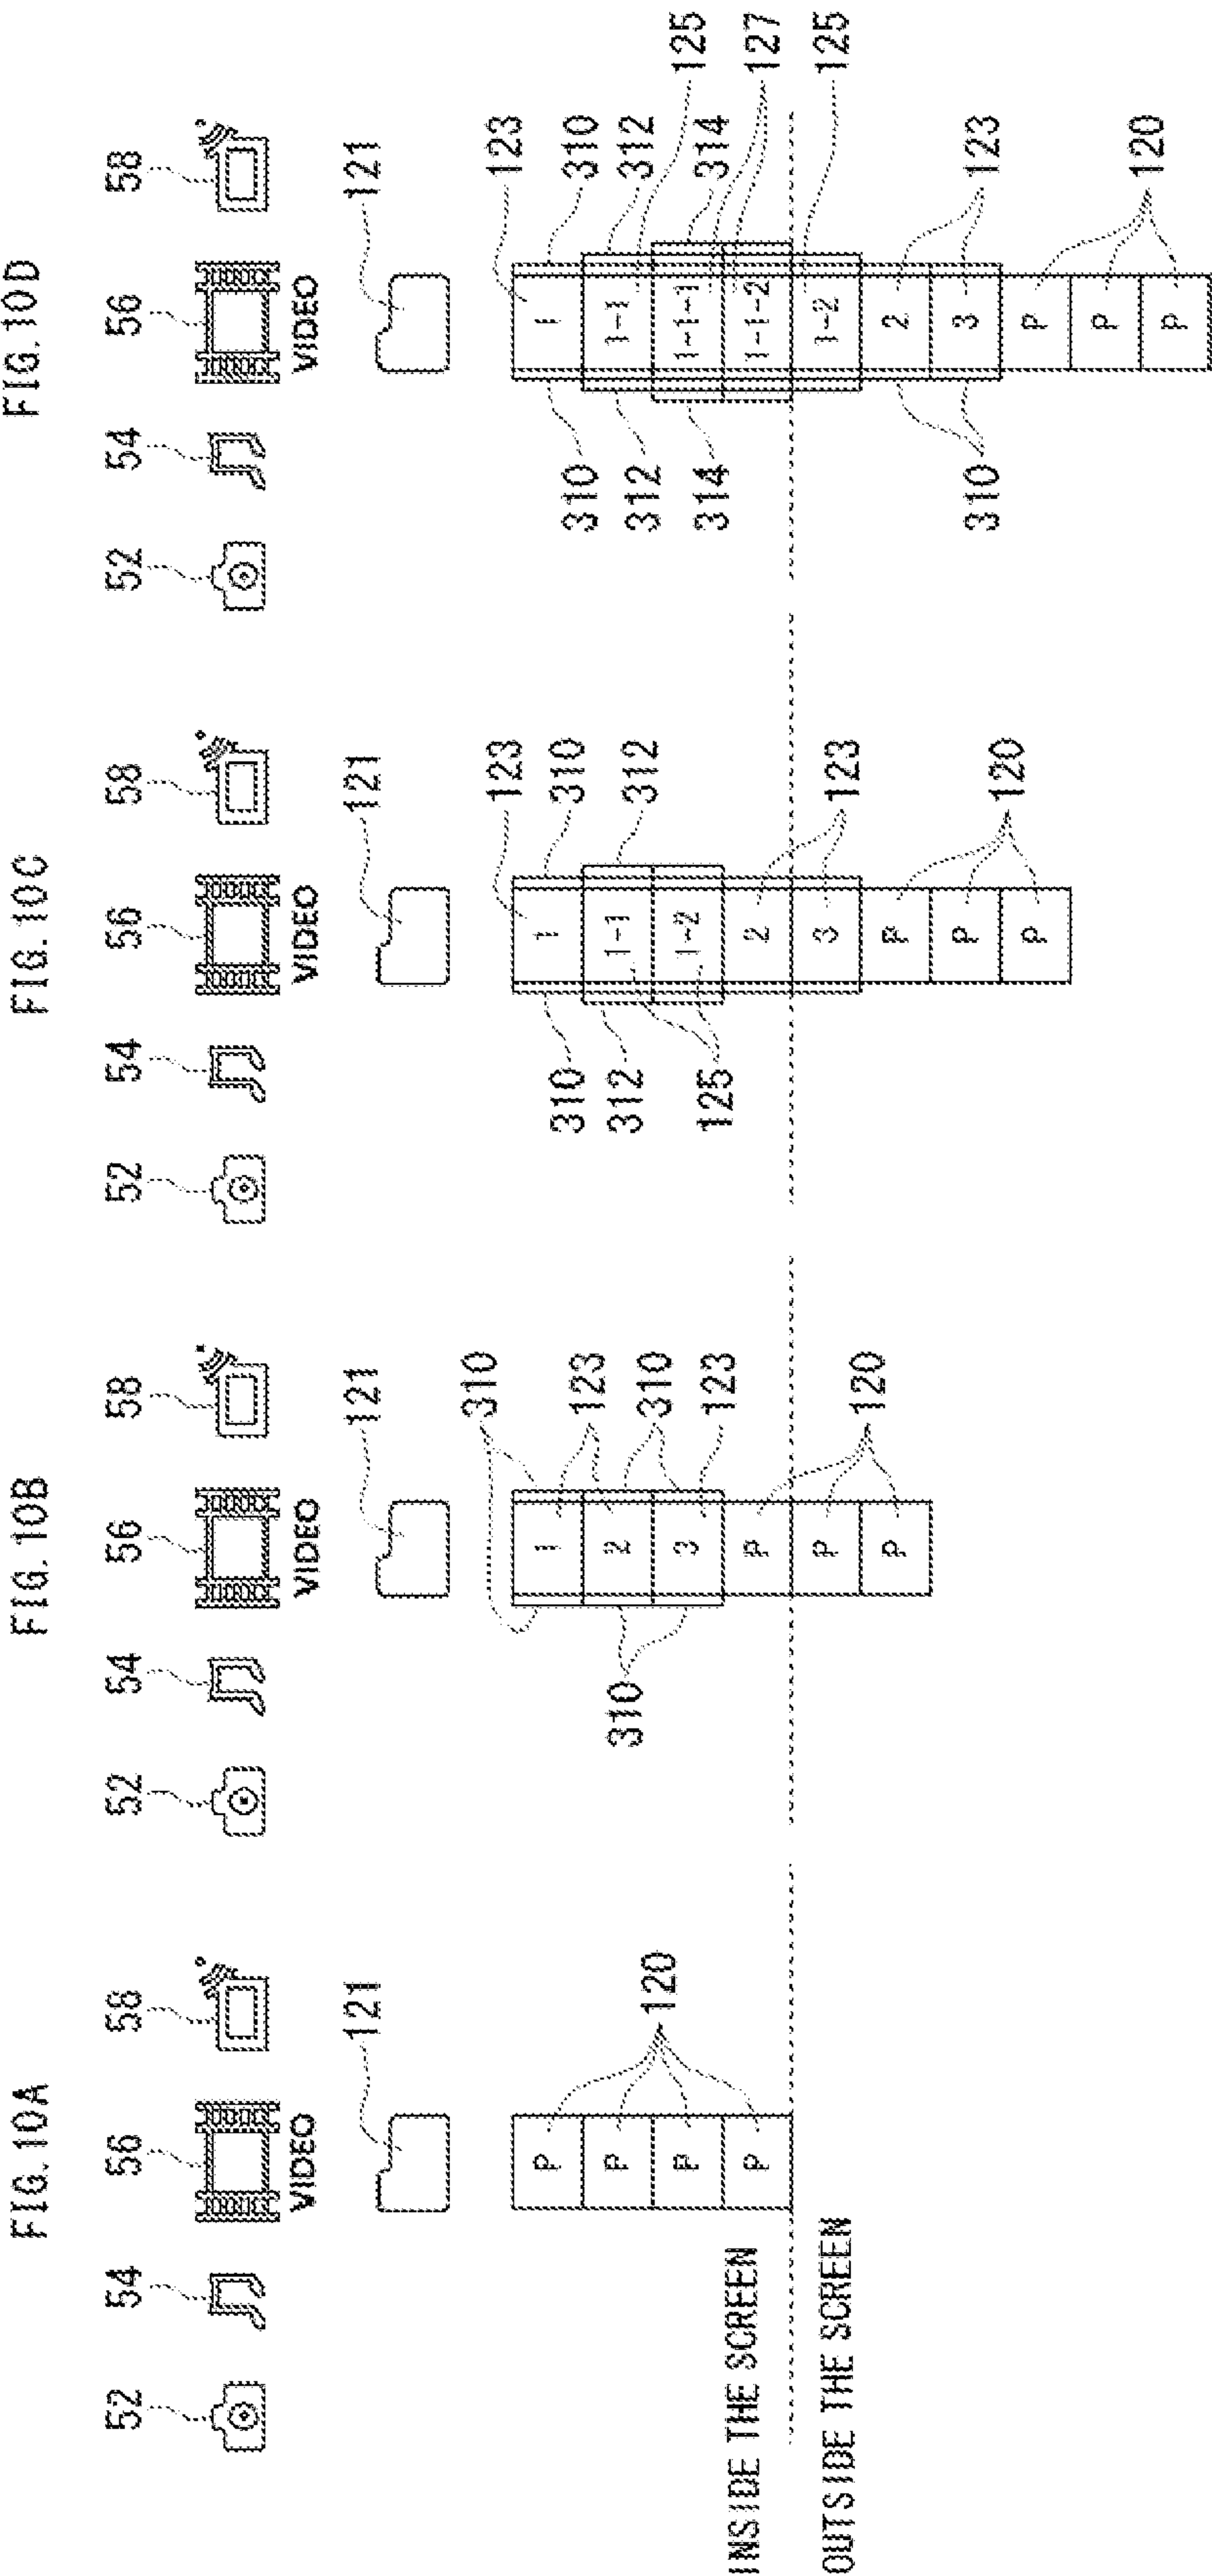 FIG.10A
52 54 56 58
VIDEO
121
P
P
P
P
120
INSIDE THE SCREEN
OUTSIDE THE SCREEN
FIG.10B
52 54 56 58
VIDEO
121
310
1
123
2
310
310
3
123
P
P
P
120
FIG.10C
52 54 56 58
VIDEO
121
123
310 1 310
312 1-1 312
125 1-2
2
3
123
P
P
P
120
FIG.10D
52 54 56 58
VIDEO
121
123
310 1 310
312 1-1 312
125
314 1-1-1 314
1-1-2 127
1-2 125
2
310 3 123
P
P
P
120